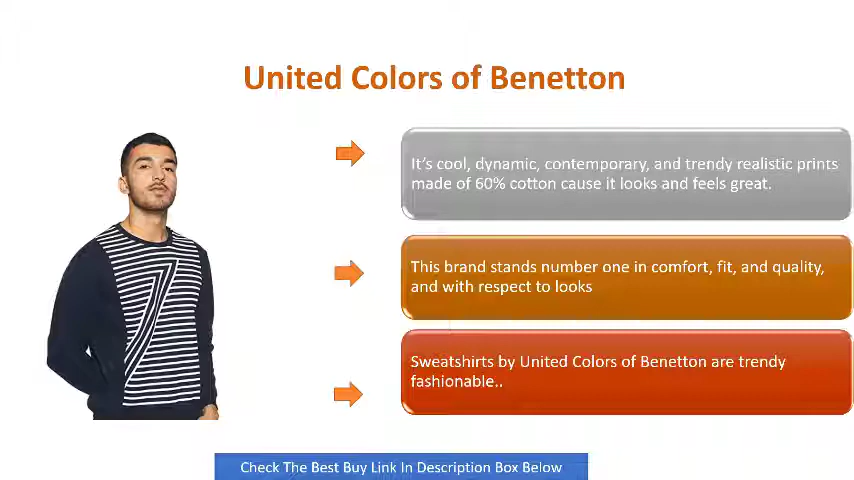 United Colors of Benetton
It's cool, dynamic, contemporary, and trendy realistic prints
made of 60% cotton cause it looks and feels great.
This brand stands number one in comfort, fit, and quality,
and with respect to looks
Sweatshirts by United Colors of Benetton are trendy
fashionable..
Check The Best Buy Link In Description Box Below